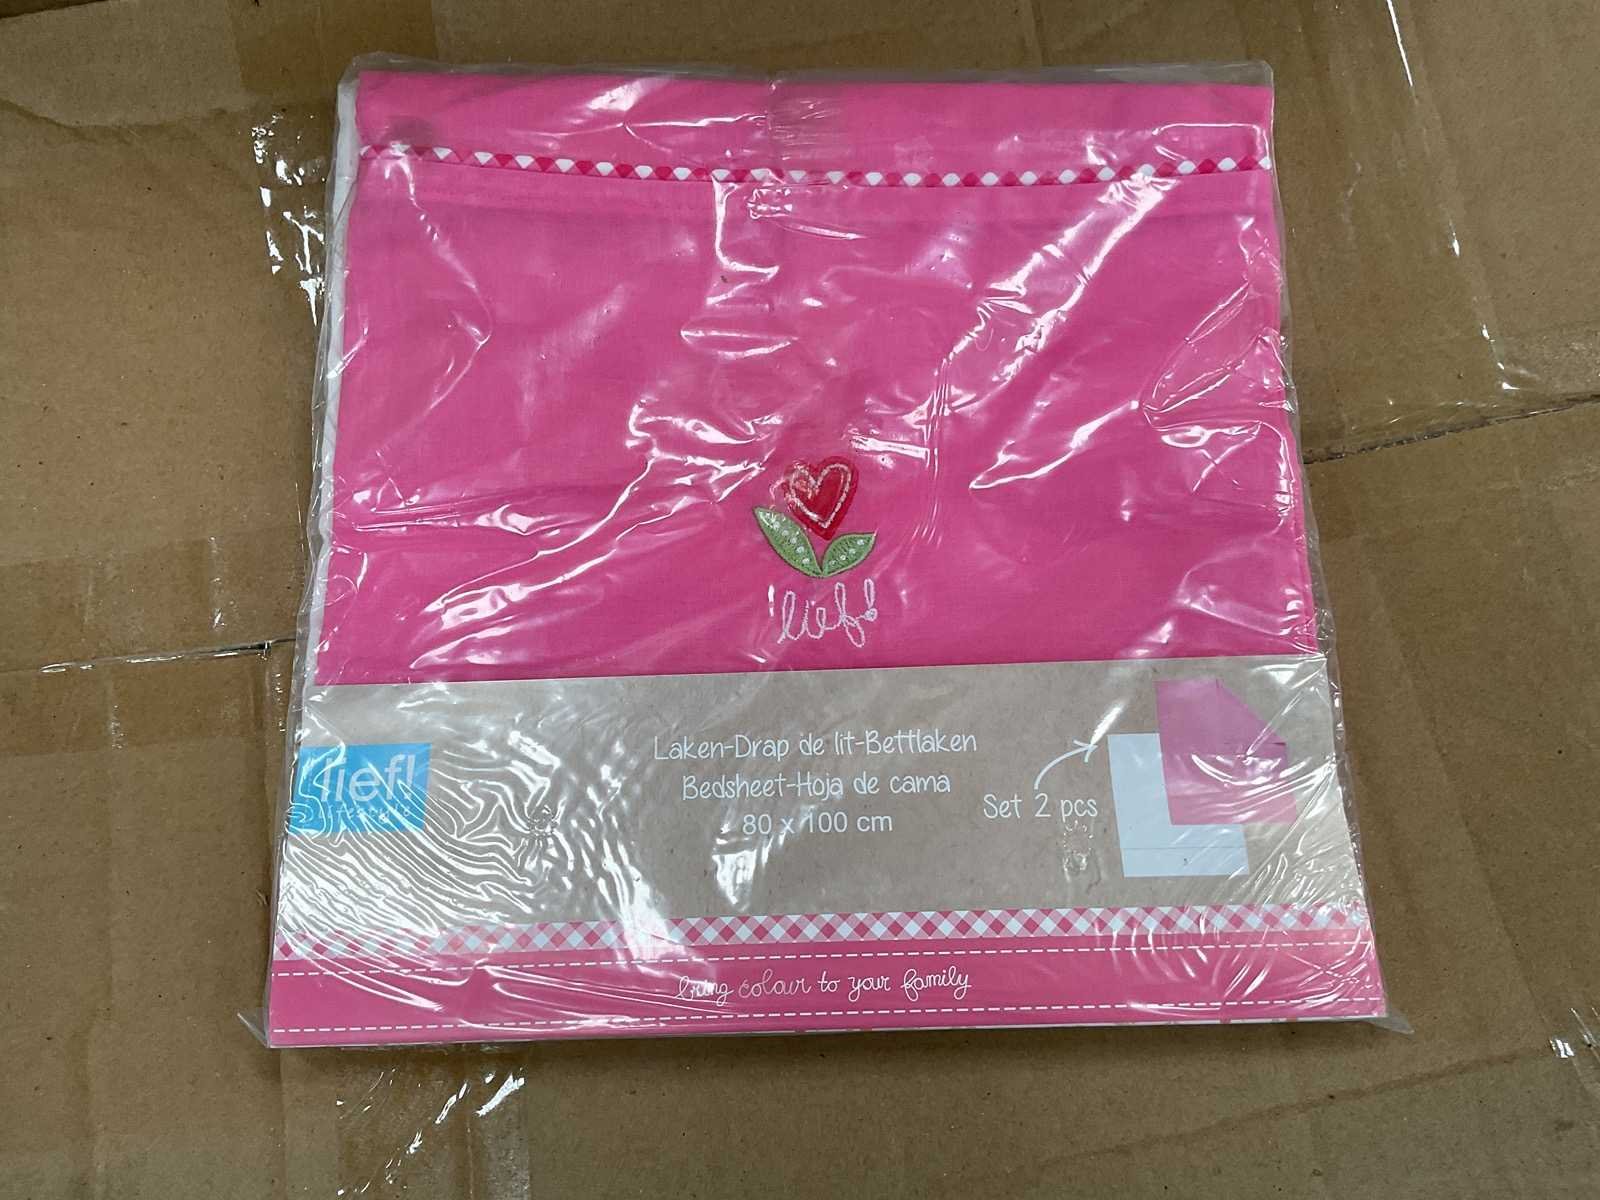 lief!
lief!
lifestyle
Laken-Drap de lit-Bettlaken
Bedsheet-Hoja de cama
80 x 100 cm
Set 2 pcs
bring colour to your family